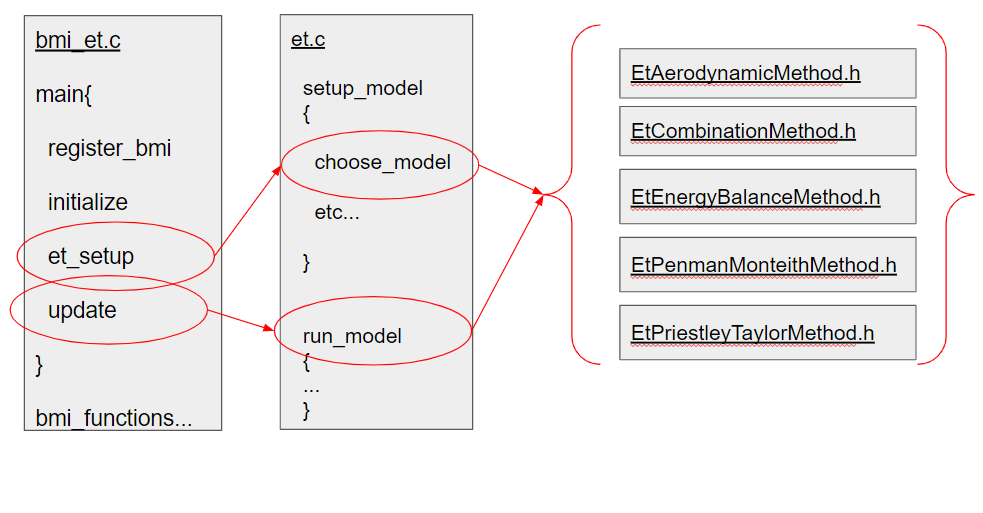 bmi_et.c
main{
register_bmi
initialize
et_setup
update
}
bmi_functions...
et.c
setup_model
{
choose_model
etc...
}
run_model
{
...
}
EtAerodynamicMethod.h
EtCombinationMethod.h
EtEnergyBalanceMethod.h
EtPenmanMonteithMethod.h
EtPriestleyTaylorMethod.h